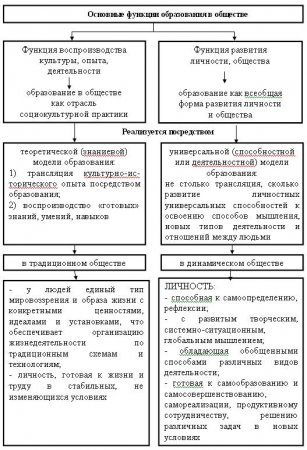 Основные функции образования в обществе
Функция воспроизводства
культуры, опыта,
деятельности
образование в обществе
как отрасль
социокультурной практики
Функция развития
личности, общества
образование как всеобщая
форма развития личности
и общества
Реализуется посредством
теоретической (знаниевой)
модели образования:
1) трансляция культурно-ис-
торического опыта посредством
образования;
2) воспроизводство «готовых»
знаний, умений, навыков
универсальной (способностной
или деятельностной) модели
образования:
не столько трансляция, сколько
развитие личностных
универсальных способностей к
освоению способов мышления,
новых типов деятельности и
отношений между людьми
в традиционном обществе
в динамическом обществе
- у людей единый тип
мировоззрения и образа жизни с
конкретными ценностями,
идеалами и установками, что
обеспечивает организацию
жизнедеятельности по
традиционным схемам и
технологиям,
- личность, готовая к жизни и
труду в стабильных, не
изменяющихся условиях
ЛИЧНОСТЬ:
- способная к самоопределению,
рефлексии,
- с развитым творческим,
системно-ситуационным,
глобальным мышлением;
- обладающая обобщенными
способами различных видов
деятельности;
- готовая к самообразованию и
самосовершенствованию,
самореализации, продуктивному
сотрудничеству, решению
различных задач в новых
условиях